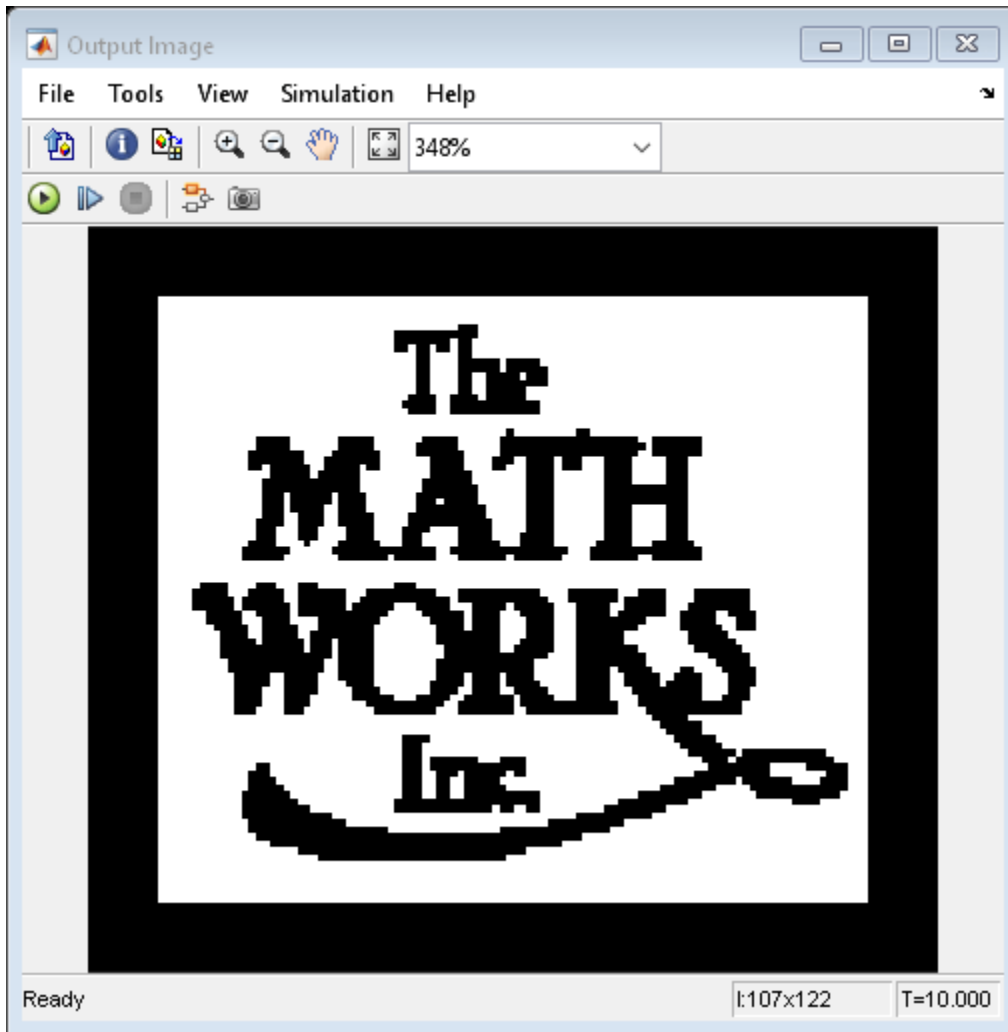 Output Image
File Tools View Simulation Help
348%
The
MATH
WORKS
Inc.
Ready I:107x122 T=10.000